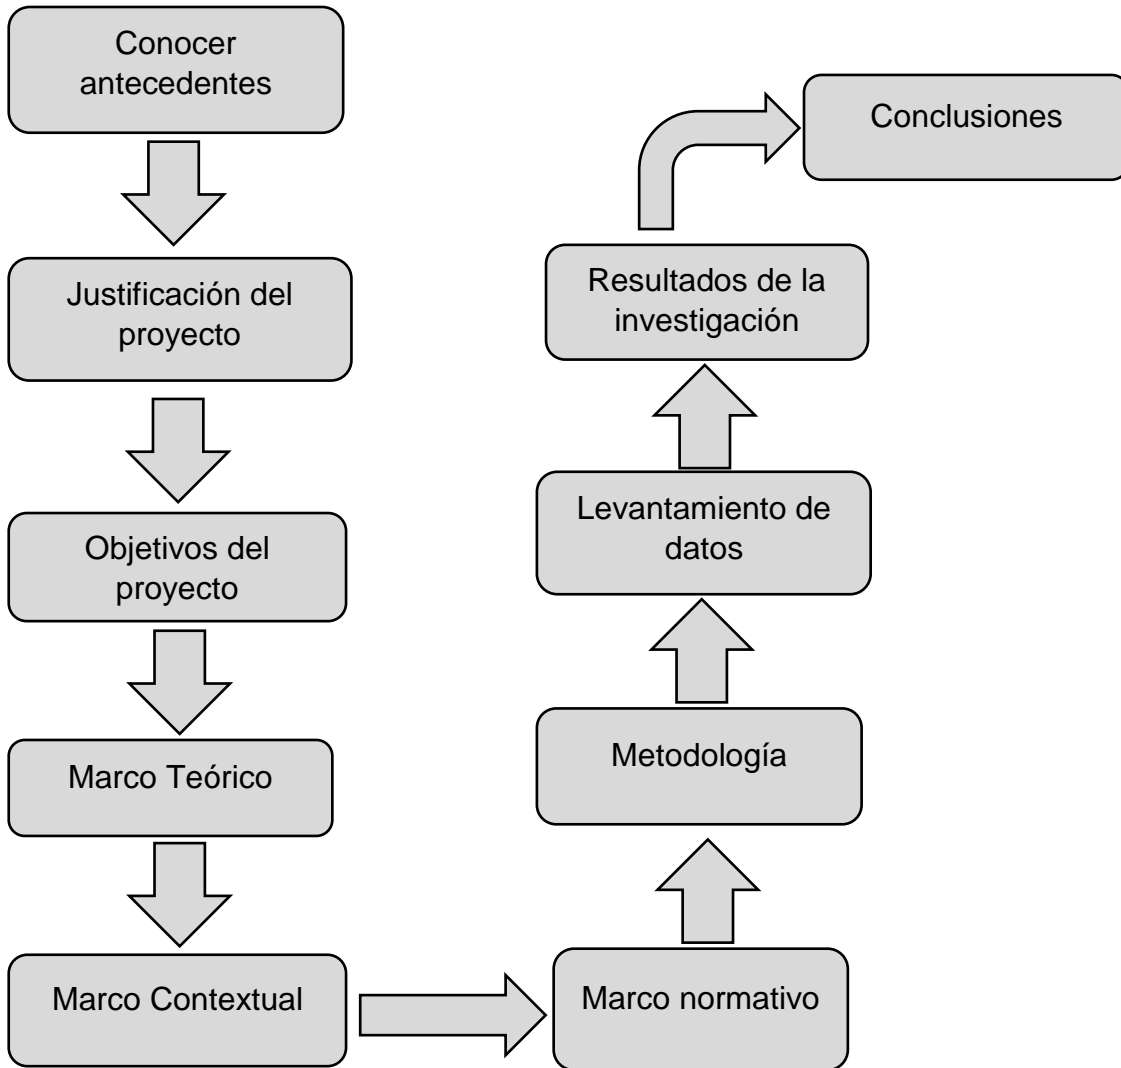 Conocer
antecedentes
Justificación del
proyecto
Objetivos del
proyecto
Marco Teórico
Marco Contextual
Marco normativo
Metodología
Levantamiento de
datos
Resultados de la
investigación
Conclusiones